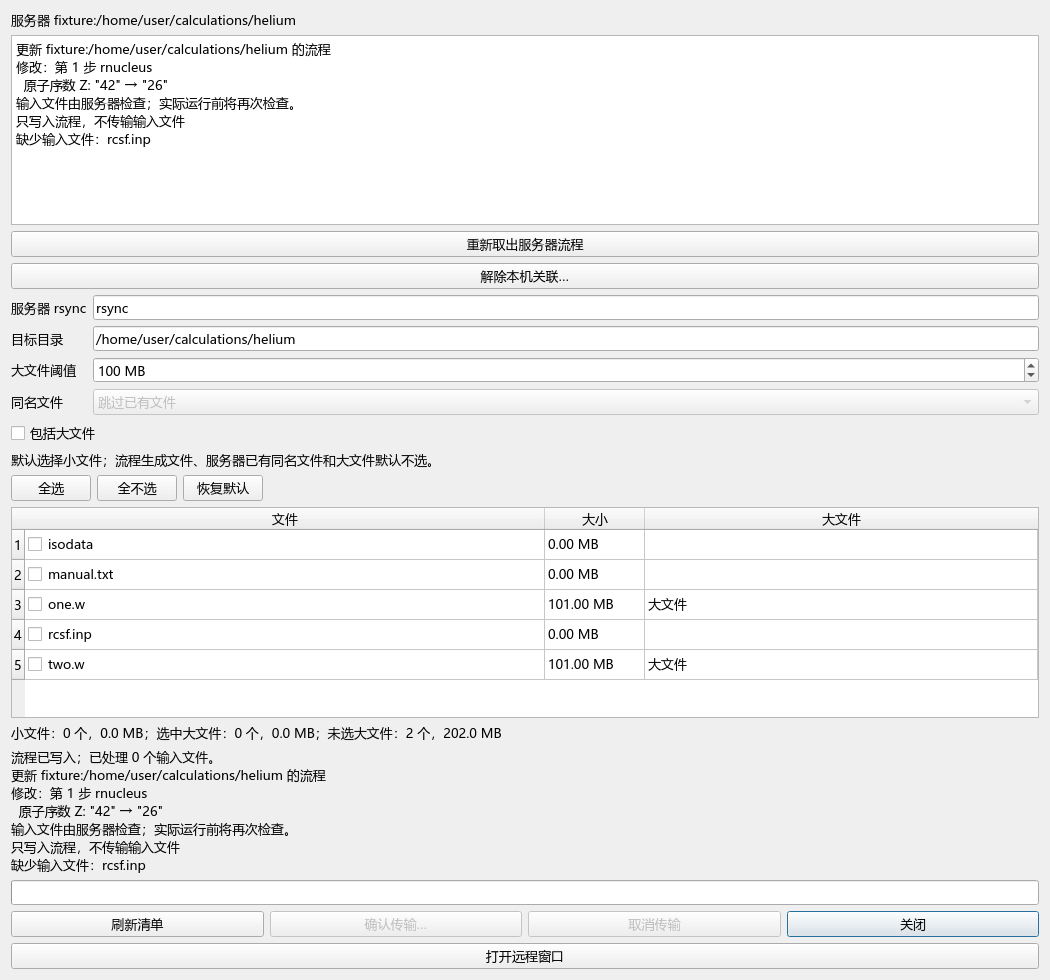 服务器 fixture:/home/user/calculations/helium
更新 fixture:/home/user/calculations/helium 的流程
修改：第 1 步 rnucleus
原子序数 Z: "42" → "26"
输入文件由服务器检查；实际运行前将再次检查。
只写入流程，不传输输入文件
缺少输入文件：rcsf.inp
重新取出服务器流程
解除本机关联...
服务器 rsync rsync
目标目录 /home/user/calculations/helium
大文件阈值 100 MB
同名文件 跳过已有文件
包括大文件
默认选择小文件；流程生成文件、服务器已有同名文件和大文件默认不选。
全选 全不选 恢复默认
文件 大小 大文件
1 isodata 0.00 MB
2 manual.txt 0.00 MB
3 one.w 101.00 MB 大文件
4 rcsf.inp 0.00 MB
5 two.w 101.00 MB 大文件
小文件：0 个，0.0 MB；选中大文件：0 个，0.0 MB；未选大文件：2 个，202.0 MB
流程已写入；已处理 0 个输入文件。
更新 fixture:/home/user/calculations/helium 的流程
修改：第 1 步 rnucleus
原子序数 Z: "42" → "26"
输入文件由服务器检查；实际运行前将再次检查。
只写入流程，不传输输入文件
缺少输入文件：rcsf.inp
刷新清单 确认传输... 取消传输 关闭
打开远程窗口